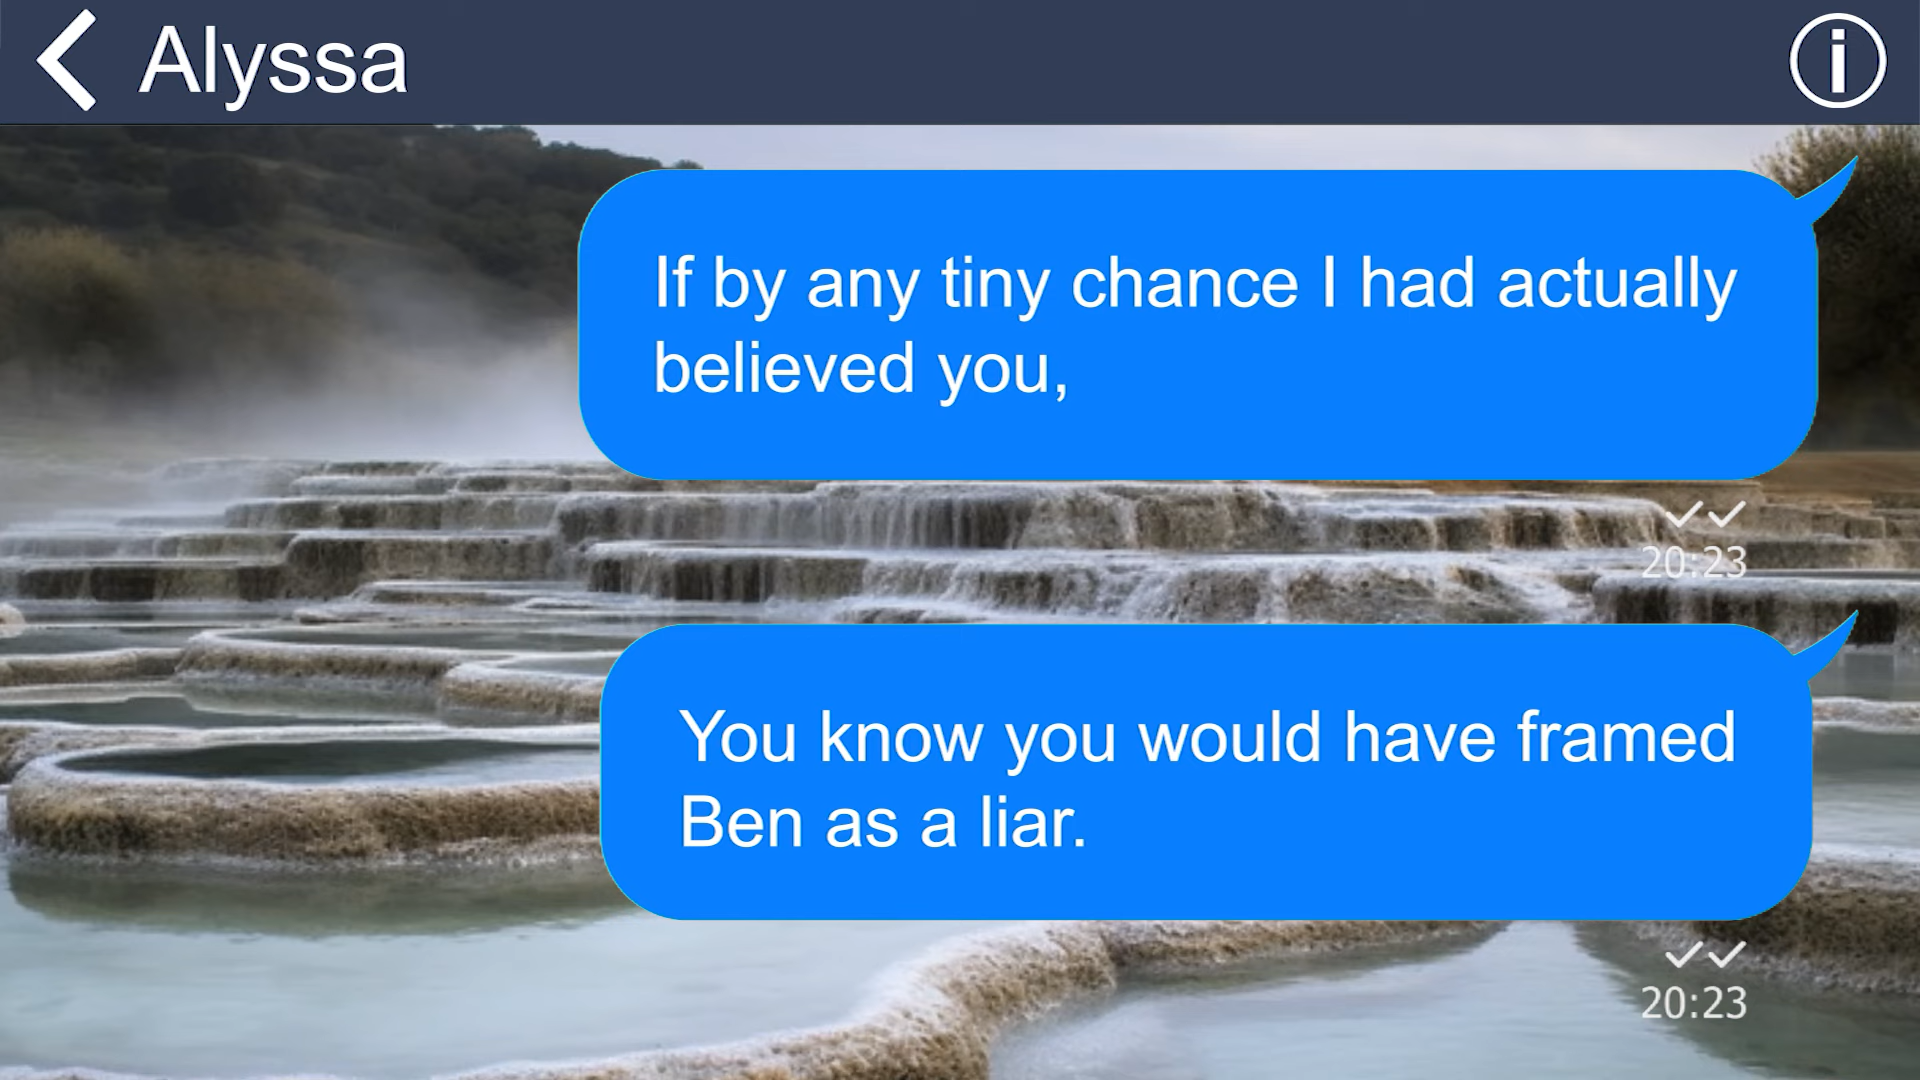 Alyssa
If by any tiny chance I had actually
believed you,
20:23
You know you would have framed
Ben as a liar.
20:23